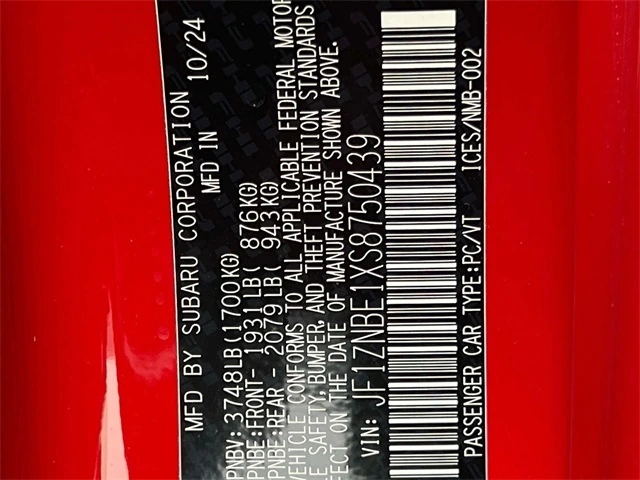 MFD BY SUBARU CORPORATION 10/24
MFD IN
PNBV: 3748LB(1700KG)
PNBE:FRONT- 1931LB( 876KG)
PNBE:REAR - 2079LB( 943KG)
VEHICLE CONFORMS TO ALL APPLICABLE FEDERAL MOTOR
E SAFETY, BUMPER, AND THEFT PREVENTION STANDARDS
FECT ON THE DATE OF MANUFACTURE SHOWN ABOVE.
VIN: JF1ZNBE1XS8750439
PASSENGER CAR TYPE:PC/VT ICES/NMB-002